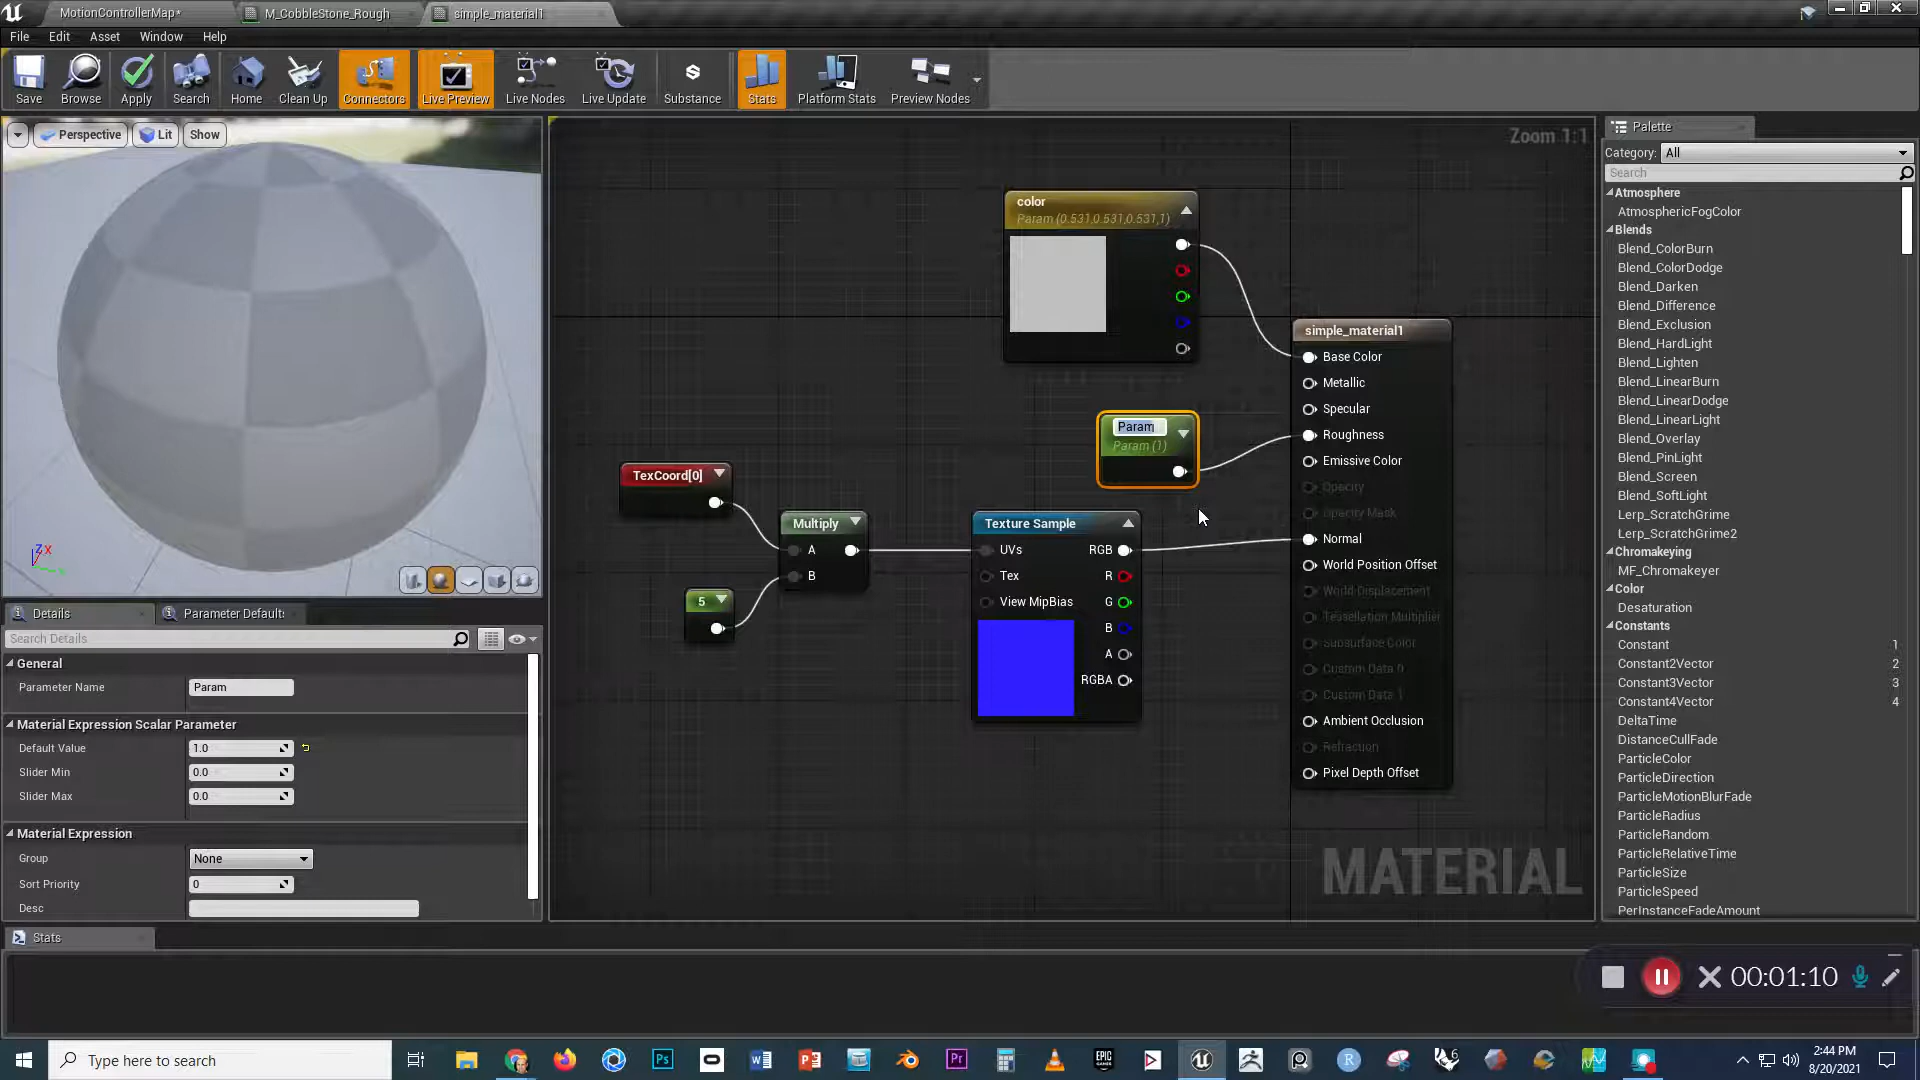 MotionControllerMap*
M_CobbleStone_Rough
simple_material1
File Edit Asset Window Help
Save Browse Apply Search Home Clean Up Connectors Live Preview Live Nodes Live Update Substance Stats Platform Stats Preview Nodes
Perspective Lit Show
Zoom 1:1
color
Param (0.531,0.531,0.531,1)
simple_material1
Base Color
Metallic
Specular
Param
Param (1)
Roughness
Emissive Color
Opacity
Opacity Mask
Normal
World Position Offset
World Displacement
Tessellation Multiplier
Subsurface Color
Custom Data 0
Custom Data 1
Ambient Occlusion
Refraction
Pixel Depth Offset
TexCoord[0]
Multiply
A
B
5
Texture Sample
UVs RGB
Tex R
View MipBias G
B
A
RGBA
MATERIAL
Z X
Details Parameter Default
Search Details
General
Parameter Name Param
Material Expression Scalar Parameter
Default Value 1.0
Slider Min 0.0
Slider Max 0.0
Material Expression
Group None
Sort Priority 0
Desc
Stats
Palette
Category: All
Search
Atmosphere
AtmosphericFogColor
Blends
Blend_ColorBurn
Blend_ColorDodge
Blend_Darken
Blend_Difference
Blend_Exclusion
Blend_HardLight
Blend_Lighten
Blend_LinearBurn
Blend_LinearDodge
Blend_LinearLight
Blend_Overlay
Blend_PinLight
Blend_Screen
Blend_SoftLight
Lerp_ScratchGrime
Lerp_ScratchGrime2
Chromakeying
MF_Chromakeyer
Color
Desaturation
Constants
Constant 1
Constant2Vector 2
Constant3Vector 3
Constant4Vector 4
DeltaTime
DistanceCullFade
ParticleColor
ParticleDirection
ParticleMotionBlurFade
ParticleRadius
ParticleRandom
ParticleRelativeTime
ParticleSize
ParticleSpeed
PerInstanceFadeAmount
00:01:10
Type here to search
2:44 PM
8/20/2021